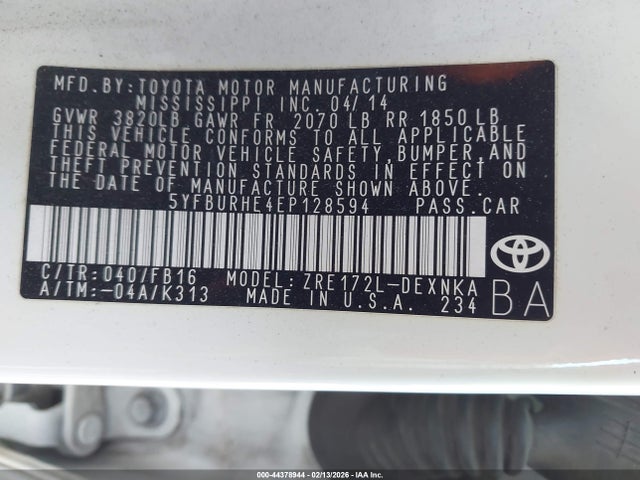 MFD.BY:TOYOTA MOTOR MANUFACTURING
MISSISSIPPI INC. 04/14
GVWR 3820LB GAWR FR 2070 LB RR 1850 LB
THIS VEHICLE CONFORMS TO ALL APPLICABLE
FEDERAL MOTOR VEHICLE SAFETY,BUMPER,AND
THEFT PREVENTION STANDARDS IN EFFECT ON
THE DATE OF MANUFACTURE SHOWN ABOVE.
5YFBURHE4EP128594 PASS.CAR
C/TR:040/FB16 MODEL:ZRE172L-DEXNKA
A/TM:-04A/K313 MADE IN U.S.A. 234
TOYOTA
BA
000-44378944 - 02/13/2026 - IAA Inc.